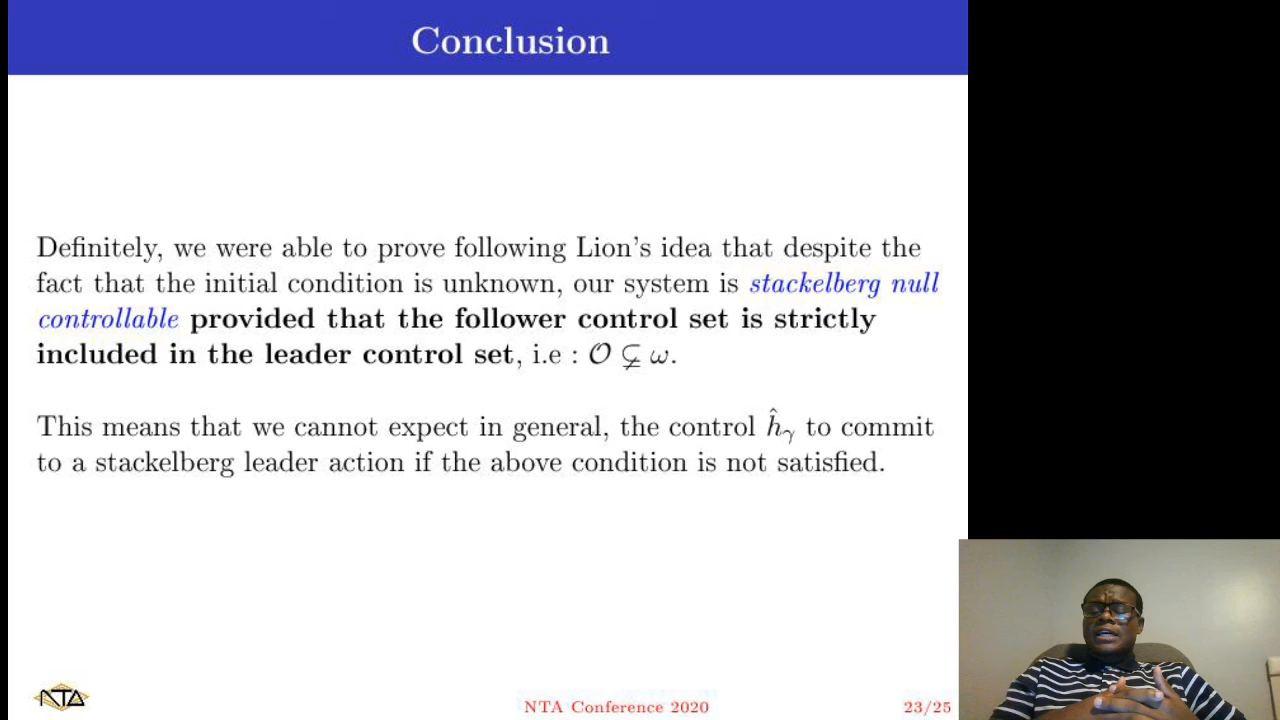 Conclusion
Definitely, we were able to prove following Lion's idea that despite the
fact that the initial condition is unknown, our system is stackelberg null
controllable provided that the follower control set is strictly
included in the leader control set, i.e : 𝒪 ⊊ ω.
This means that we cannot expect in general, the control ĥγ to commit
to a stackelberg leader action if the above condition is not satisfied.
NTA
NTA Conference 2020
23/25